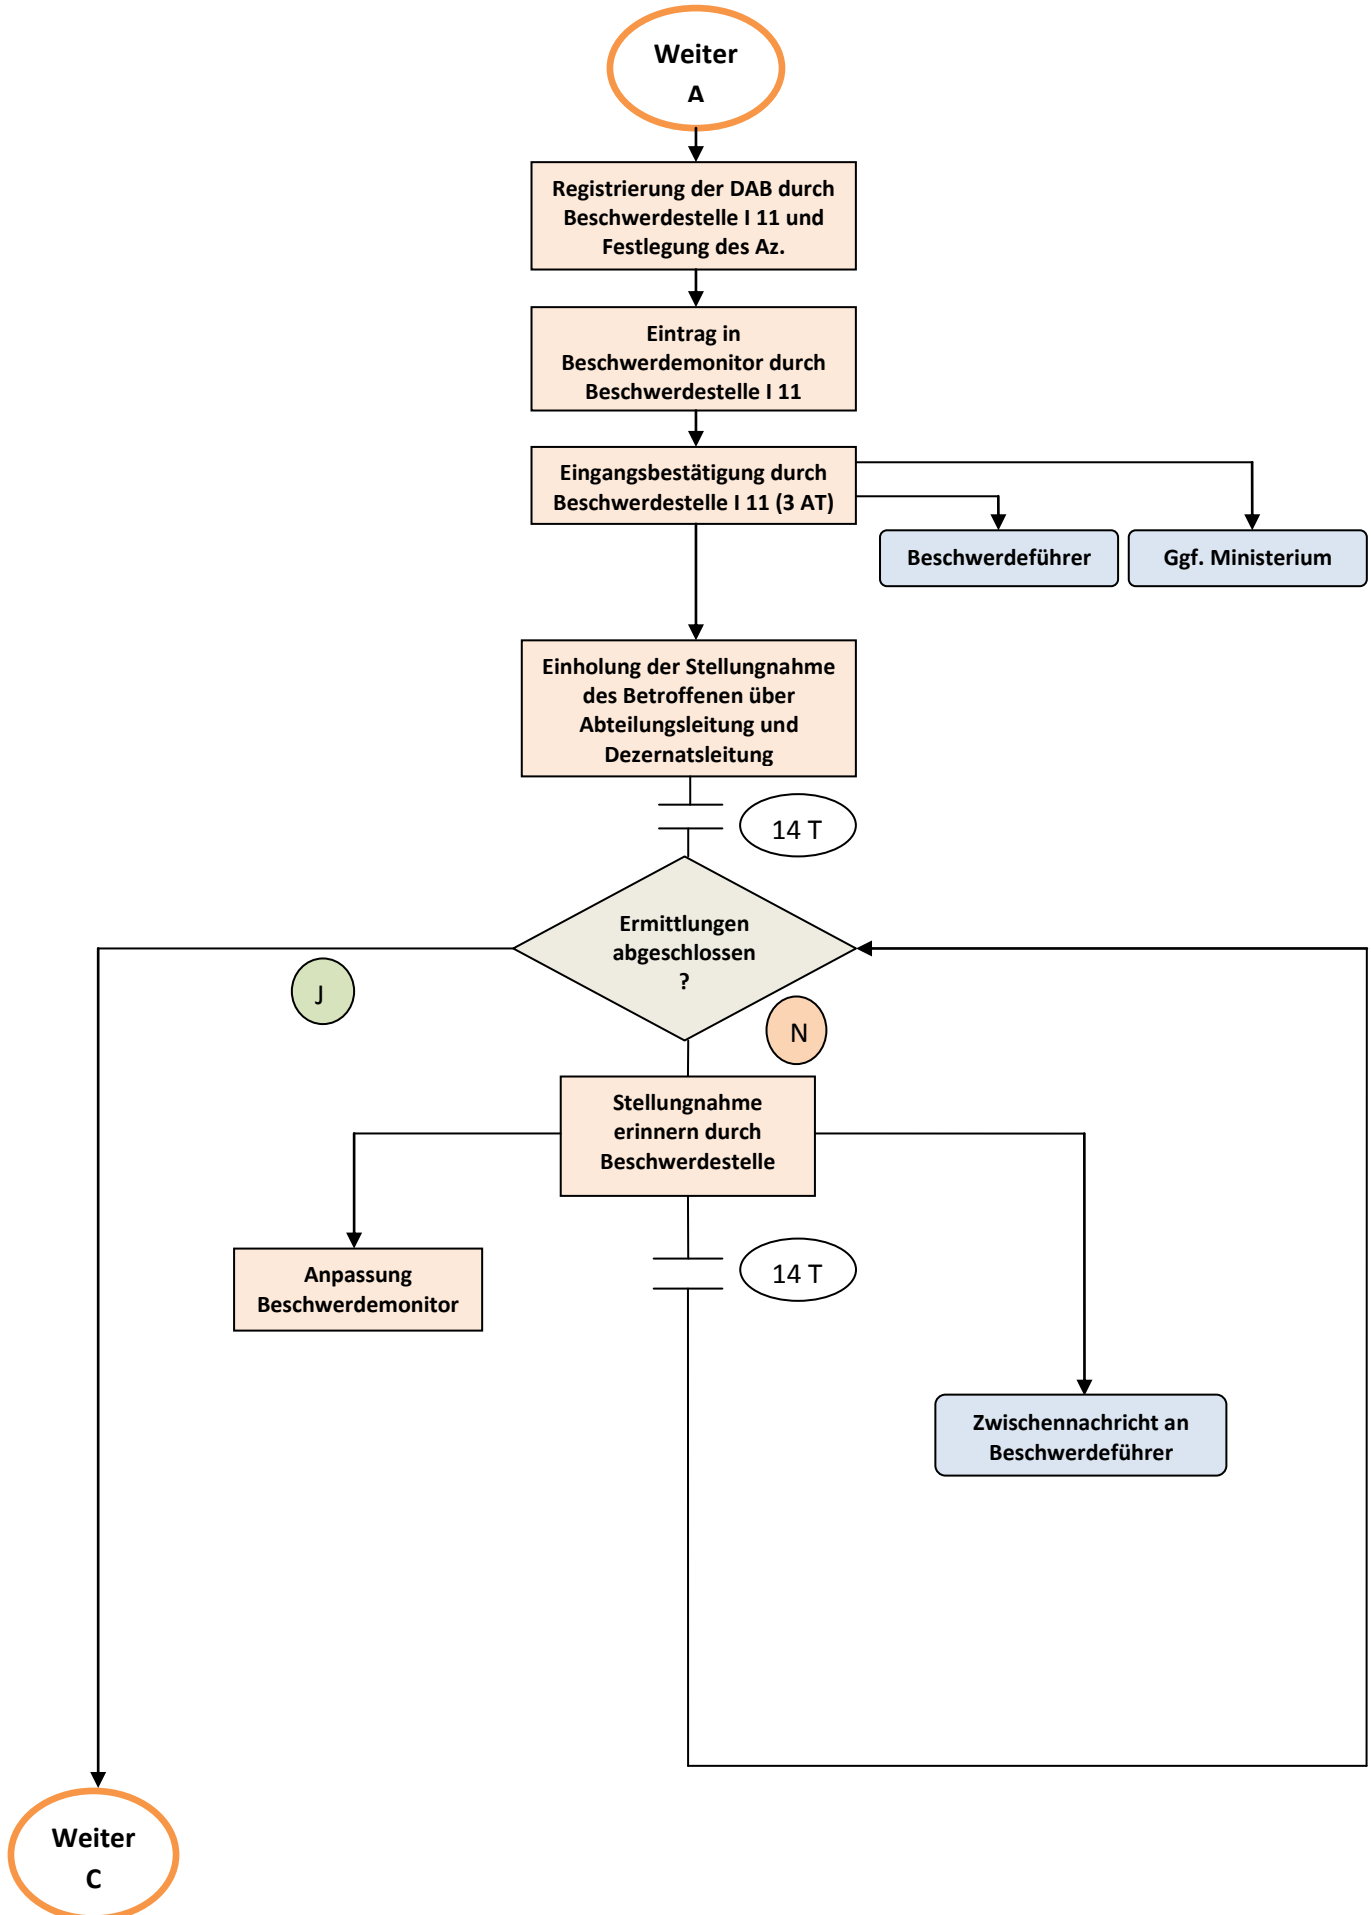 Weiter
A
Registrierung der DAB durch
Beschwerdestelle I 11 und
Festlegung des Az.
Eintrag in
Beschwerdemonitor durch
Beschwerdestelle I 11
Eingangsbestätigung durch
Beschwerdestelle I 11 (3 AT)
Beschwerdeführer
Ggf. Ministerium
Einholung der Stellungnahme
des Betroffenen über
Abteilungsleitung und
Dezernatsleitung
14 T
Ermittlungen
abgeschlossen
?
J
N
Stellungnahme
erinnern durch
Beschwerdestelle
Anpassung
Beschwerdemonitor
14 T
Zwischennachricht an
Beschwerdeführer
Weiter
C